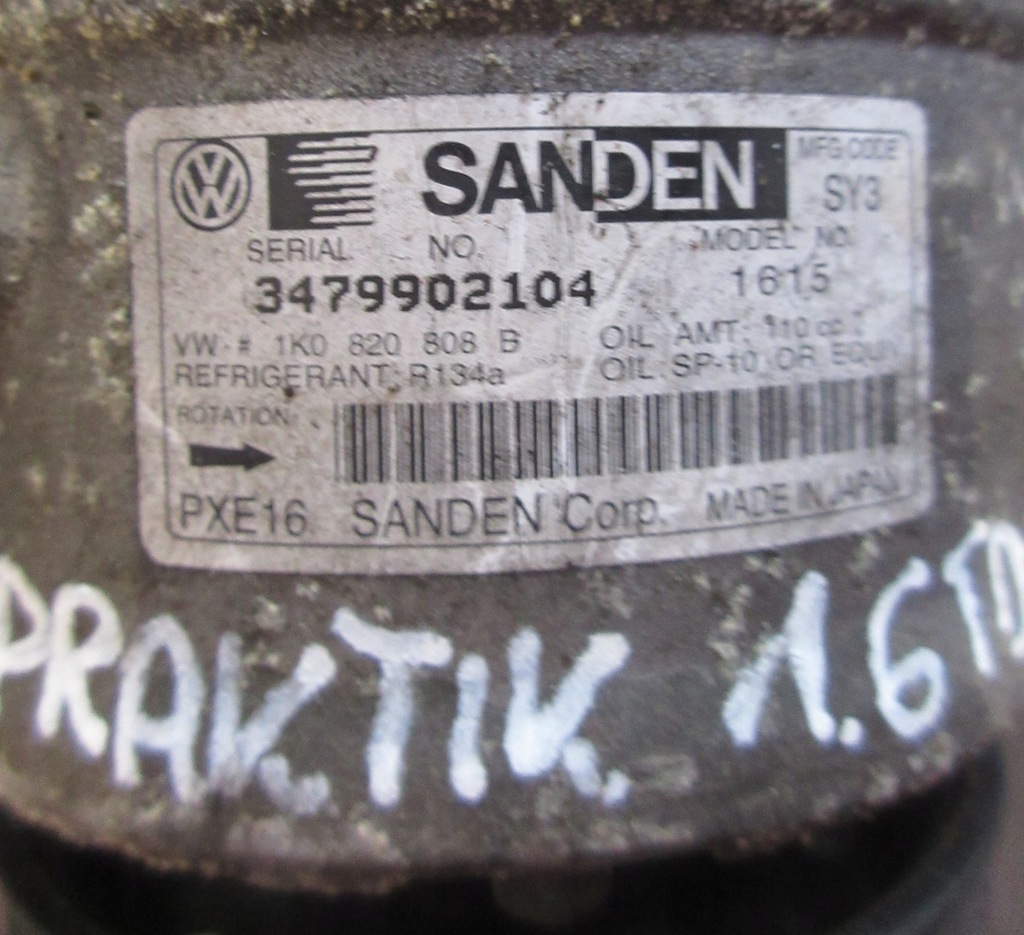 SANDEN
MFG CODE
SY3
SERIAL NO.
MODEL NO.
3479902104
1615
VW # 1K0 820 808 B
OIL AMT: 110 cc
REFRIGERANT: R134a
OIL: SP-10 OR EQUIV
ROTATION:
PXE16 SANDEN Corp. MADE IN JAPAN
PRAKTIK 1.6